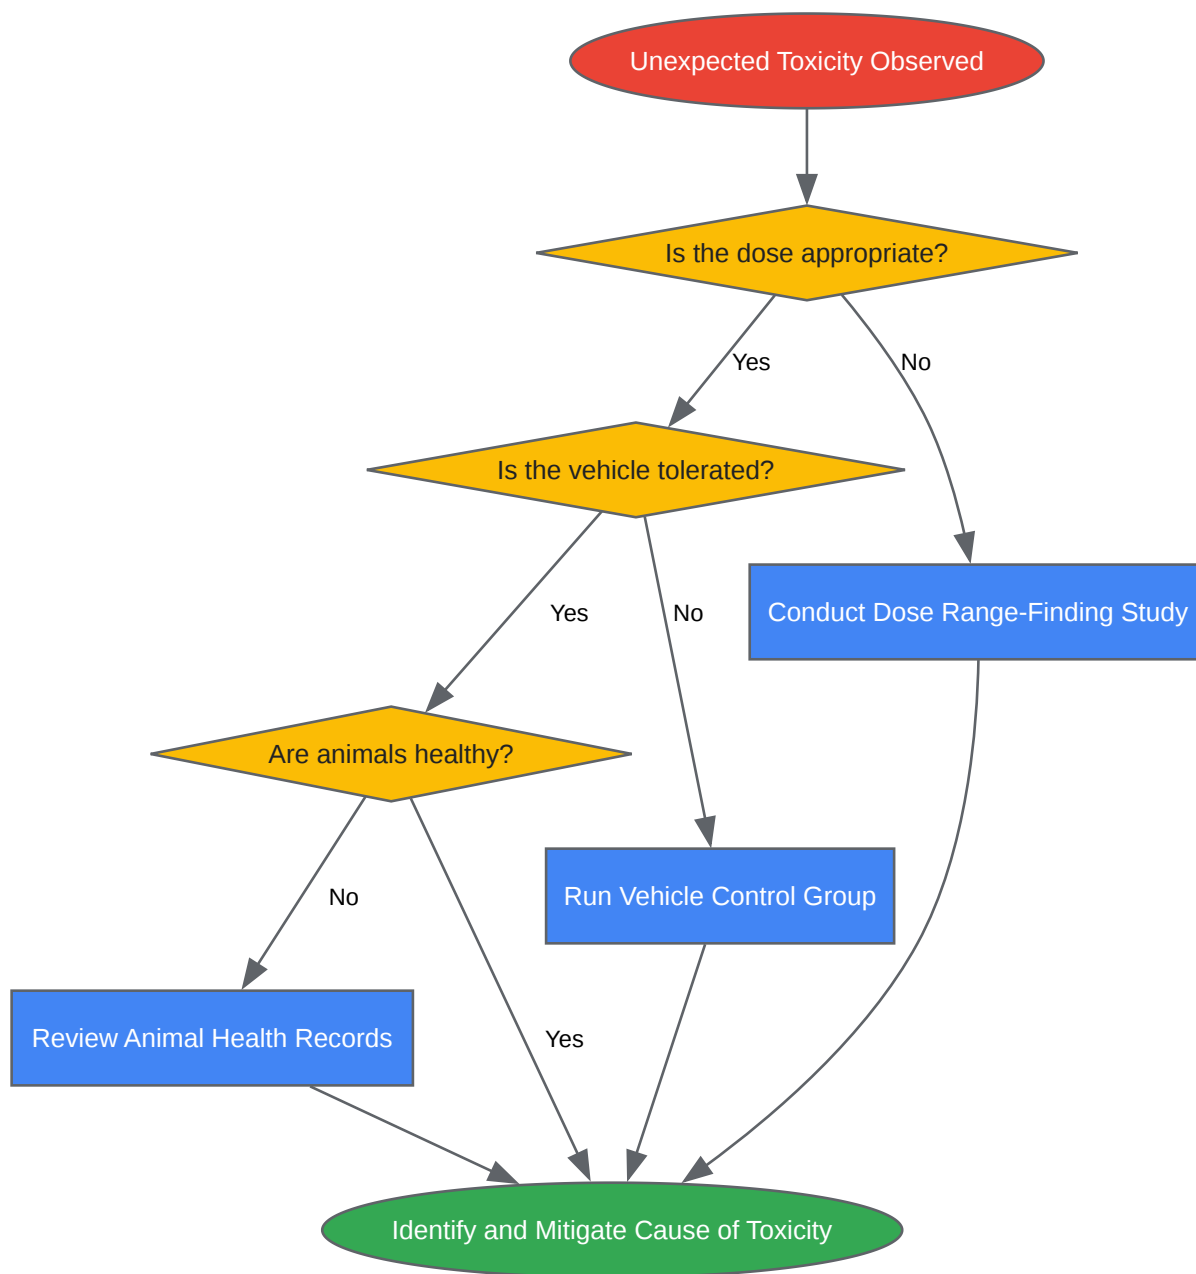 Unexpected Toxicity Observed
Is the dose appropriate?
Yes
No
Is the vehicle tolerated?
Yes
No
Conduct Dose Range-Finding Study
Are animals healthy?
No
Run Vehicle Control Group
Review Animal Health Records
Yes
Identify and Mitigate Cause of Toxicity